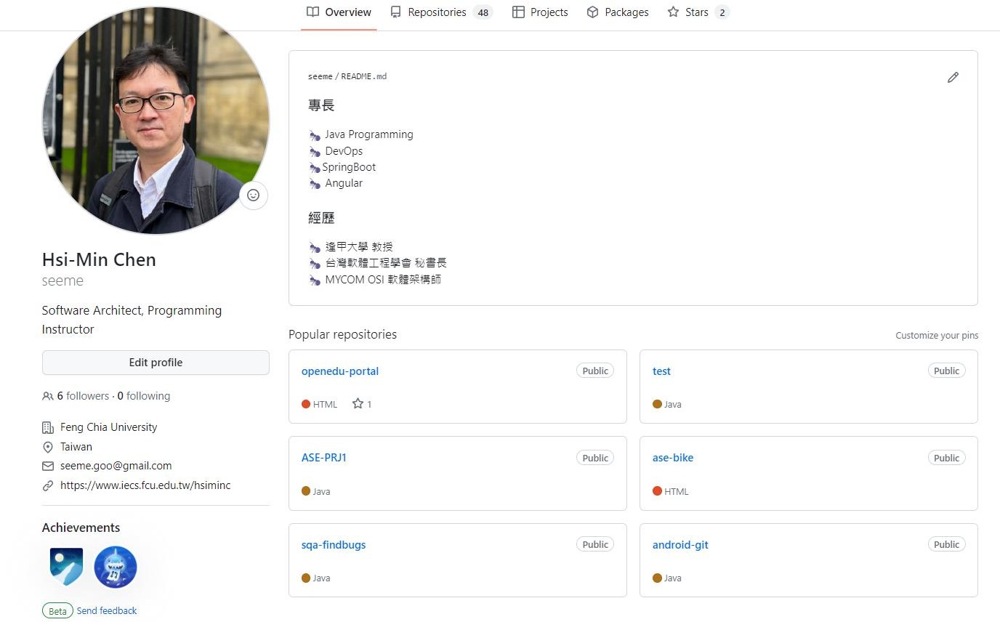 Overview
Repositories 48
Projects
Packages
Stars 2
Hsi-Min Chen
seeme
Software Architect, Programming
Instructor
Edit profile
6 followers · 0 following
Feng Chia University
Taiwan
seeme.goo@gmail.com
https://www.iecs.fcu.edu.tw/hsiminc
Achievements
Beta Send feedback
seeme / README.md
專長
Java Programming
DevOps
SpringBoot
Angular
經歷
逢甲大學 教授
台灣軟體工程學會 秘書長
MYCOM OSI 軟體架構師
Popular repositories
Customize your pins
openedu-portal Public
HTML 1
test Public
Java
ASE-PRJ1 Public
Java
ase-bike Public
HTML
sqa-findbugs Public
Java
android-git Public
Java